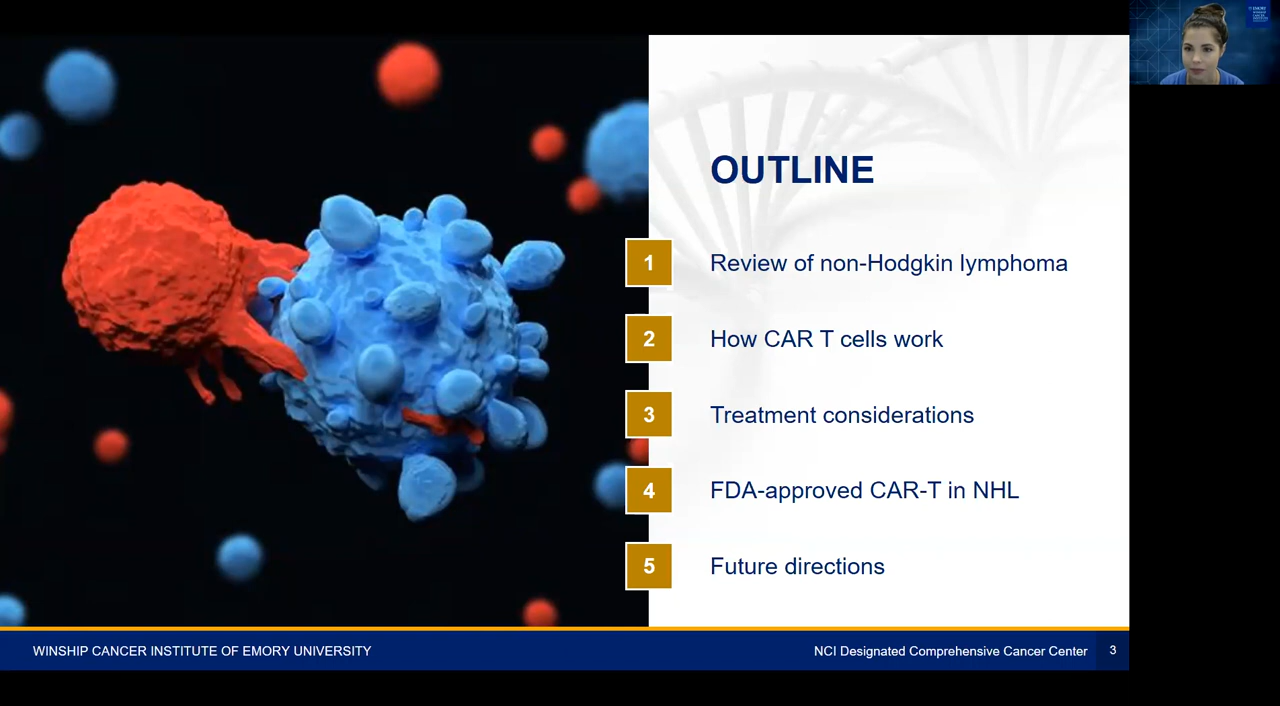 OUTLINE
1 Review of non-Hodgkin lymphoma
2 How CAR T cells work
3 Treatment considerations
4 FDA-approved CAR-T in NHL
5 Future directions
WINSHIP CANCER INSTITUTE OF EMORY UNIVERSITY
NCI Designated Comprehensive Cancer Center 3
EMORY